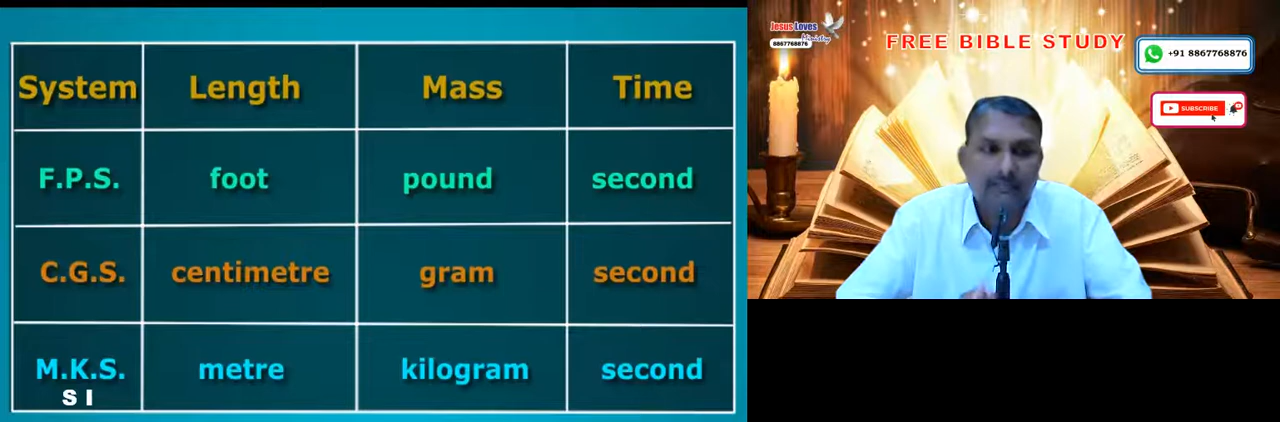 System Length Mass Time
F.P.S. foot pound second
C.G.S. centimetre gram second
M.K.S. metre kilogram second
S I
Jesus Loves
Ministry
8867768876
FREE BIBLE STUDY
+91 8867768876
SUBSCRIBE